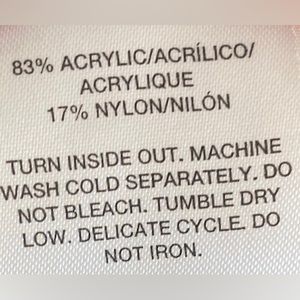 83% ACRYLIC/ACRÍLICO/
ACRYLIQUE
17% NYLON/NILÓN
TURN INSIDE OUT. MACHINE
WASH COLD SEPARATELY. DO
NOT BLEACH. TUMBLE DRY
LOW. DELICATE CYCLE. DO
NOT IRON.